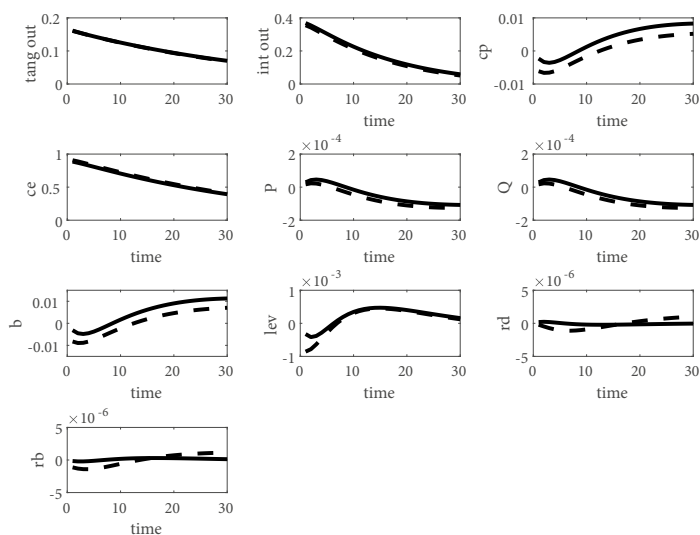 0.2
0.1
0
tang out
0 10 20 30
time
0.4
0.2
0
int out
0 10 20 30
time
0.01
0
-0.01
cp
0 10 20 30
time
1
0.5
0
ce
0 10 20 30
time
×10⁻⁴
2
0
-2
P
0 10 20 30
time
×10⁻⁴
2
0
-2
Q
0 10 20 30
time
0.01
0
-0.01
b
0 10 20 30
time
×10⁻³
1
0
-1
lev
0 10 20 30
time
×10⁻⁶
5
0
-5
rd
0 10 20 30
time
×10⁻⁶
5
0
-5
rb
0 10 20 30
time